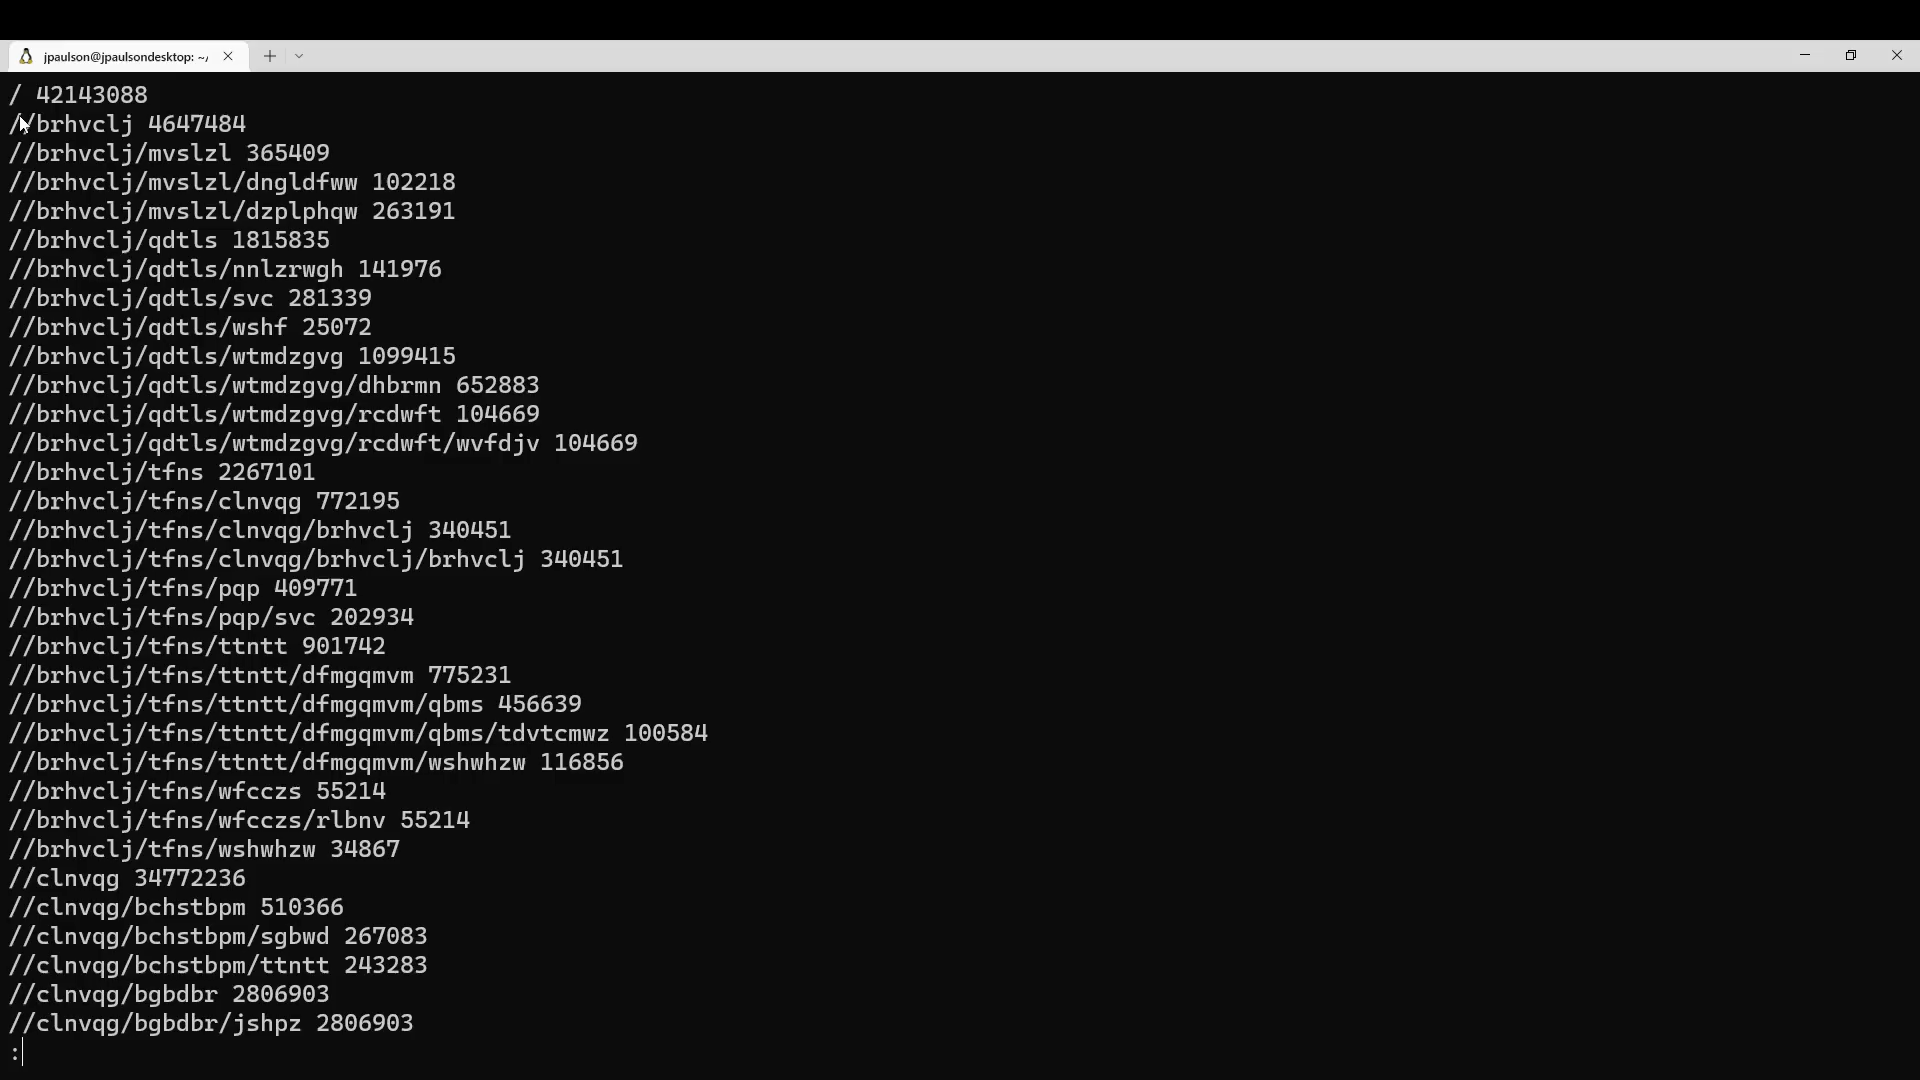 jpaulson@jpaulsondesktop: ~/
/ 42143088
//brhvclj 4647484
//brhvclj/mvslzl 365409
//brhvclj/mvslzl/dngldfww 102218
//brhvclj/mvslzl/dzplphqw 263191
//brhvclj/qdtls 1815835
//brhvclj/qdtls/nnlzrwgh 141976
//brhvclj/qdtls/svc 281339
//brhvclj/qdtls/wshf 25072
//brhvclj/qdtls/wtmdzgvg 1099415
//brhvclj/qdtls/wtmdzgvg/dhbrmn 652883
//brhvclj/qdtls/wtmdzgvg/rcdwft 104669
//brhvclj/qdtls/wtmdzgvg/rcdwft/wvfdjv 104669
//brhvclj/tfns 2267101
//brhvclj/tfns/clnvqg 772195
//brhvclj/tfns/clnvqg/brhvclj 340451
//brhvclj/tfns/clnvqg/brhvclj/brhvclj 340451
//brhvclj/tfns/pqp 409771
//brhvclj/tfns/pqp/svc 202934
//brhvclj/tfns/ttntt 901742
//brhvclj/tfns/ttntt/dfmgqmvm 775231
//brhvclj/tfns/ttntt/dfmgqmvm/qbms 456639
//brhvclj/tfns/ttntt/dfmgqmvm/qbms/tdvtcmwz 100584
//brhvclj/tfns/ttntt/dfmgqmvm/wshwhzw 116856
//brhvclj/tfns/wfcczs 55214
//brhvclj/tfns/wfcczs/rlbnv 55214
//brhvclj/tfns/wshwhzw 34867
//clnvqg 34772236
//clnvqg/bchstbpm 510366
//clnvqg/bchstbpm/sgbwd 267083
//clnvqg/bchstbpm/ttntt 243283
//clnvqg/bgbdbr 2806903
//clnvqg/bgbdbr/jshpz 2806903
: